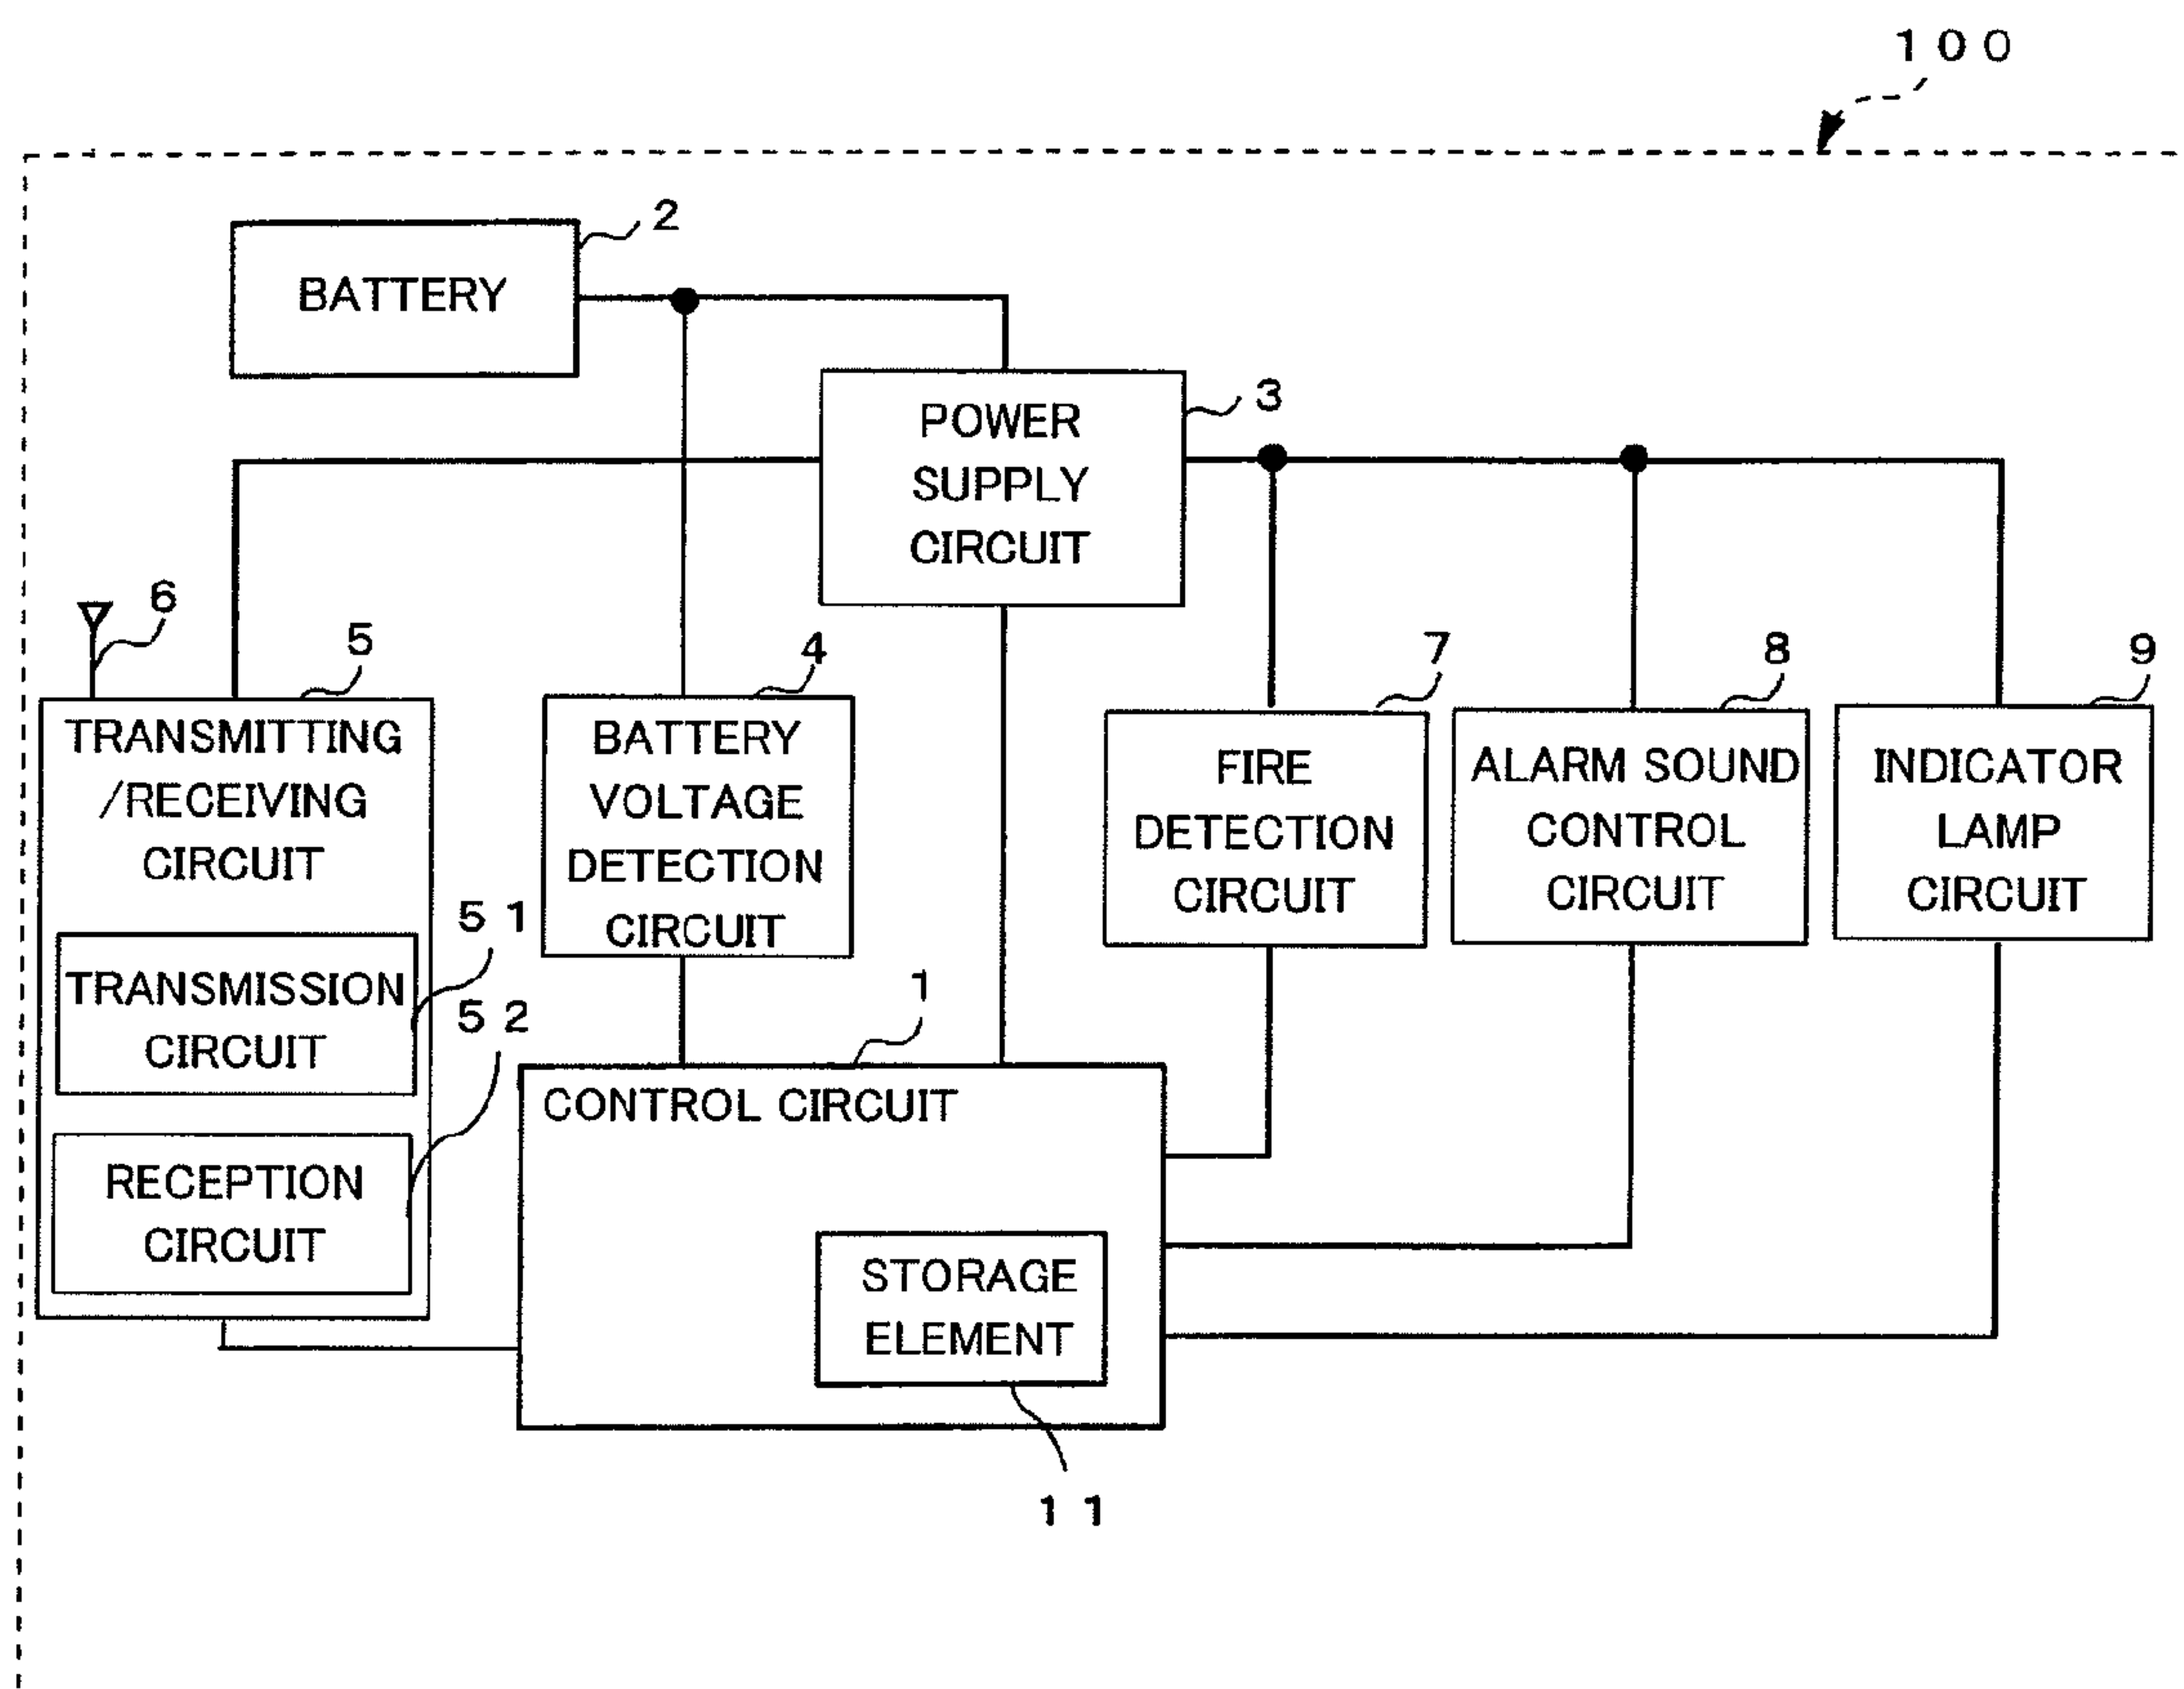 100
2
BATTERY
3
POWER
SUPPLY
CIRCUIT
6
5
TRANSMITTING
/RECEIVING
CIRCUIT
51
TRANSMISSION
CIRCUIT
52
RECEPTION
CIRCUIT
4
BATTERY
VOLTAGE
DETECTION
CIRCUIT
7
FIRE
DETECTION
CIRCUIT
8
ALARM SOUND
CONTROL
CIRCUIT
9
INDICATOR
LAMP
CIRCUIT
1
CONTROL CIRCUIT
STORAGE
ELEMENT
11